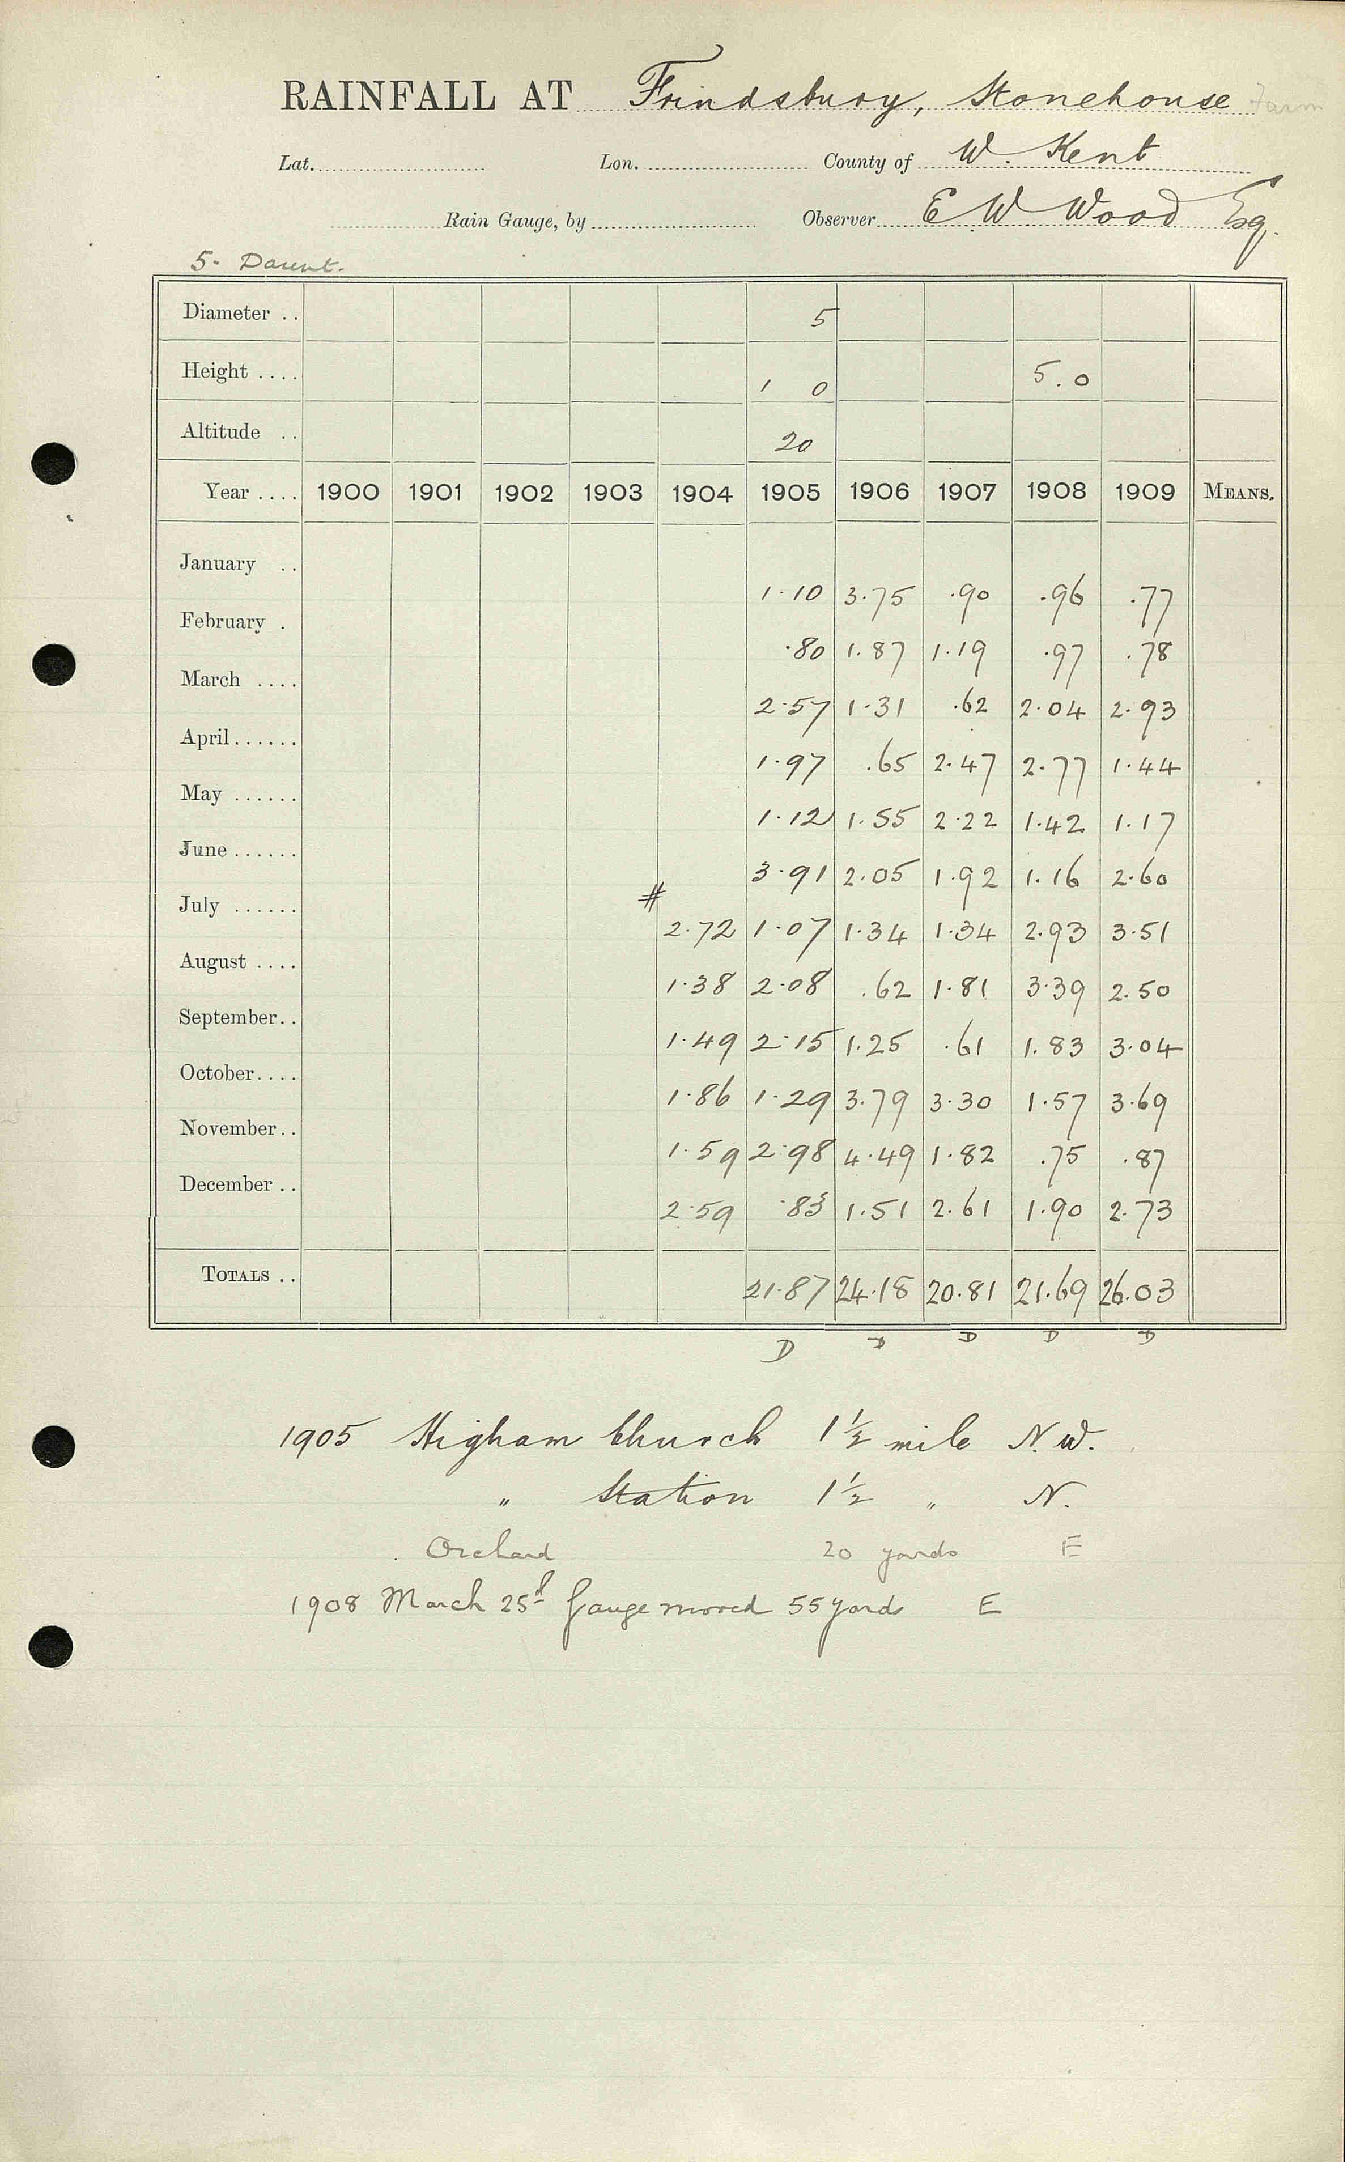 RAINFALL AT Frindsbury, Stonehouse Farm
Lat. Lon. County of W. Kent
Rain Gauge, by Observer E W Wood Esq.
5. Darent.
Diameter .. 5
Height .... 1 0 5.0
Altitude .. 20
Year .... 1900 1901 1902 1903 1904 1905 1906 1907 1908 1909 MEANS.
January .. 1.10 3.75 .90 .96 .77
February . .80 1.87 1.19 .97 .78
March .... 2.57 1.31 .62 2.04 2.93
April...... 1.97 .65 2.47 2.77 1.44
May ...... 1.12 1.55 2.22 1.42 1.17
June ...... 3.91 2.05 1.92 1.16 2.60
July ...... # 2.72 1.07 1.34 1.34 2.93 3.51
August .... 1.38 2.08 .62 1.81 3.39 2.50
September.. 1.49 2.15 1.25 .61 1.83 3.04
October.... 1.86 1.29 3.79 3.30 1.57 3.69
November.. 1.59 2.98 4.49 1.82 .75 .87
December .. 2.59 .83 1.51 2.61 1.90 2.73
TOTALS .. 21.87 24.18 20.81 21.69 26.03
D D D D D
1905 Higham Church 1½ mile N.W.
" Station 1½ " N.
Orchard 20 yards E
1908 March 25th Gauge moved 55 yards E